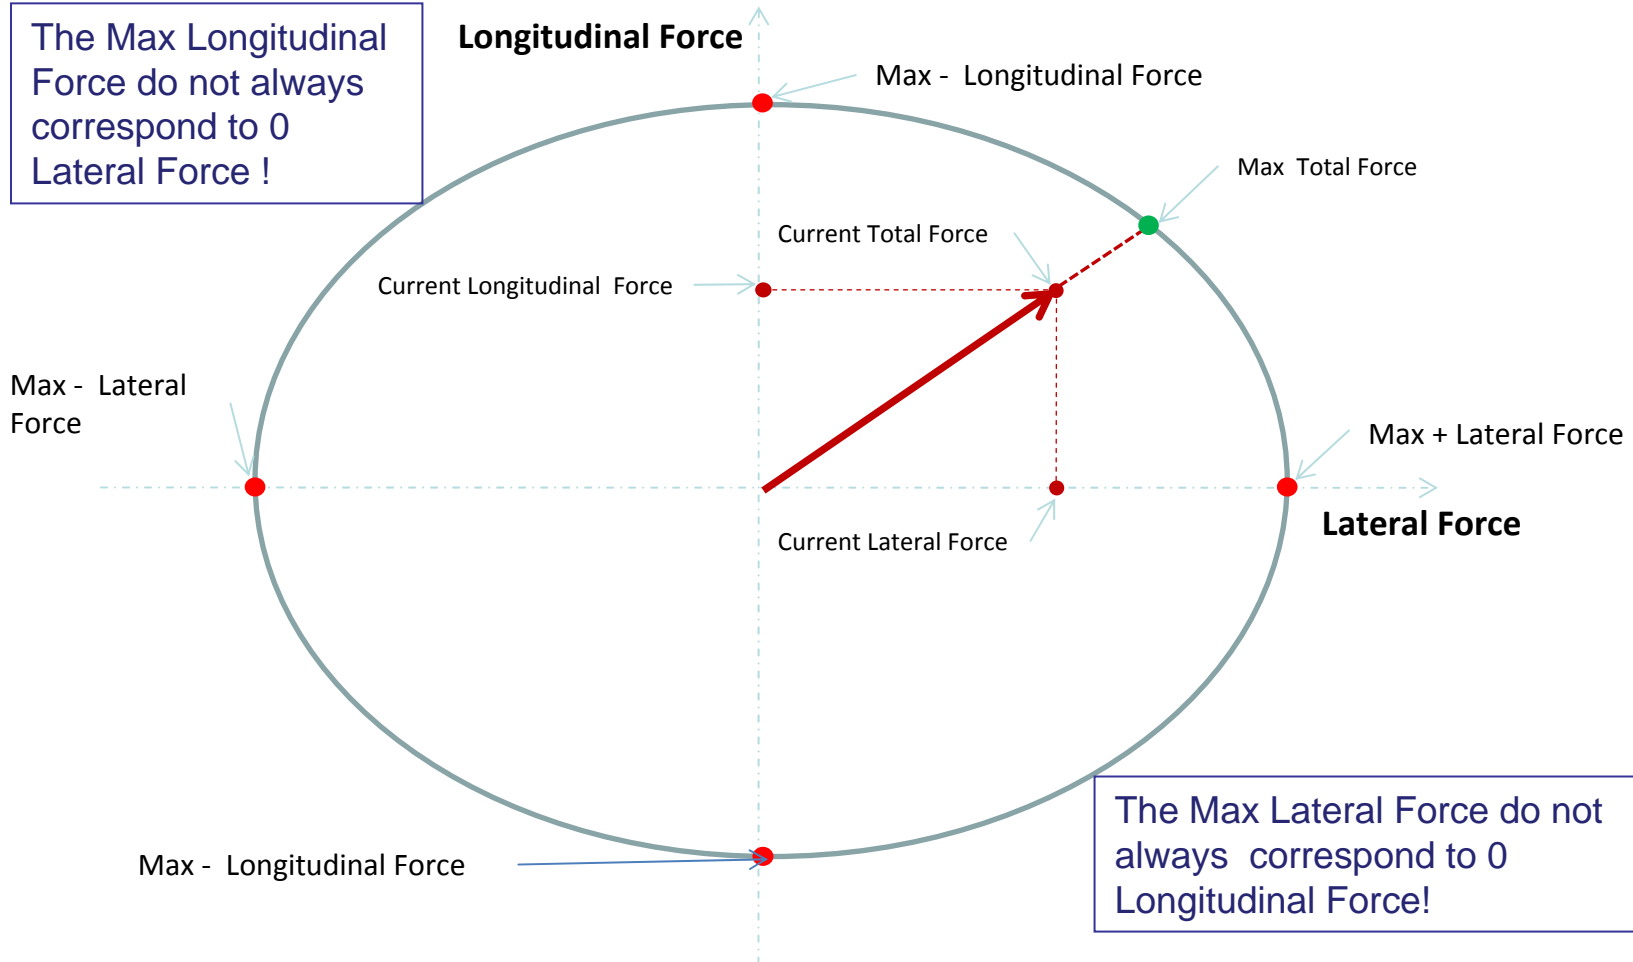 The Max Longitudinal
Force do not always
correspond to 0
Lateral Force !
Longitudinal Force
Max - Longitudinal Force
Max Total Force
Current Total Force
Current Longitudinal Force
Max - Lateral
Force
Max + Lateral Force
Lateral Force
Current Lateral Force
Max - Longitudinal Force
The Max Lateral Force do not
always correspond to 0
Longitudinal Force!